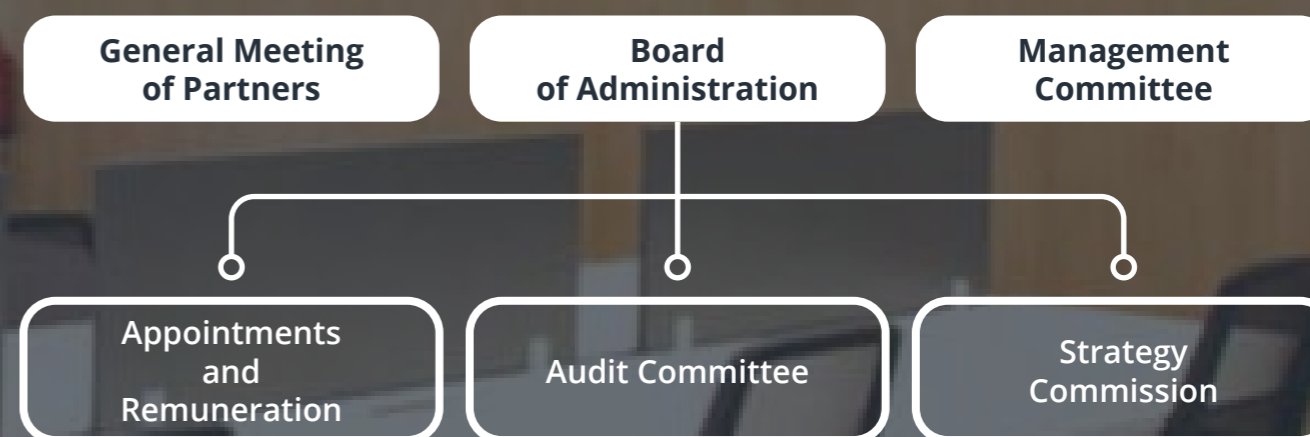 General Meeting
of Partners
Board
of Administration
Management
Committee
Appointments
and
Remuneration
Audit Committee
Strategy
Commission